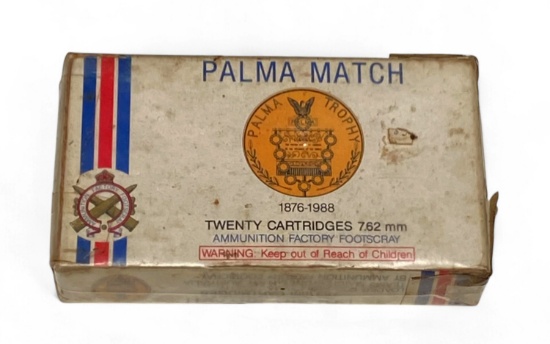 PALMA MATCH
PALMA TROPHY
1876-1988
TWENTY CARTRIDGES 7.62 mm
AMMUNITION FACTORY FOOTSCRAY
WARNING: Keep out of Reach of Children